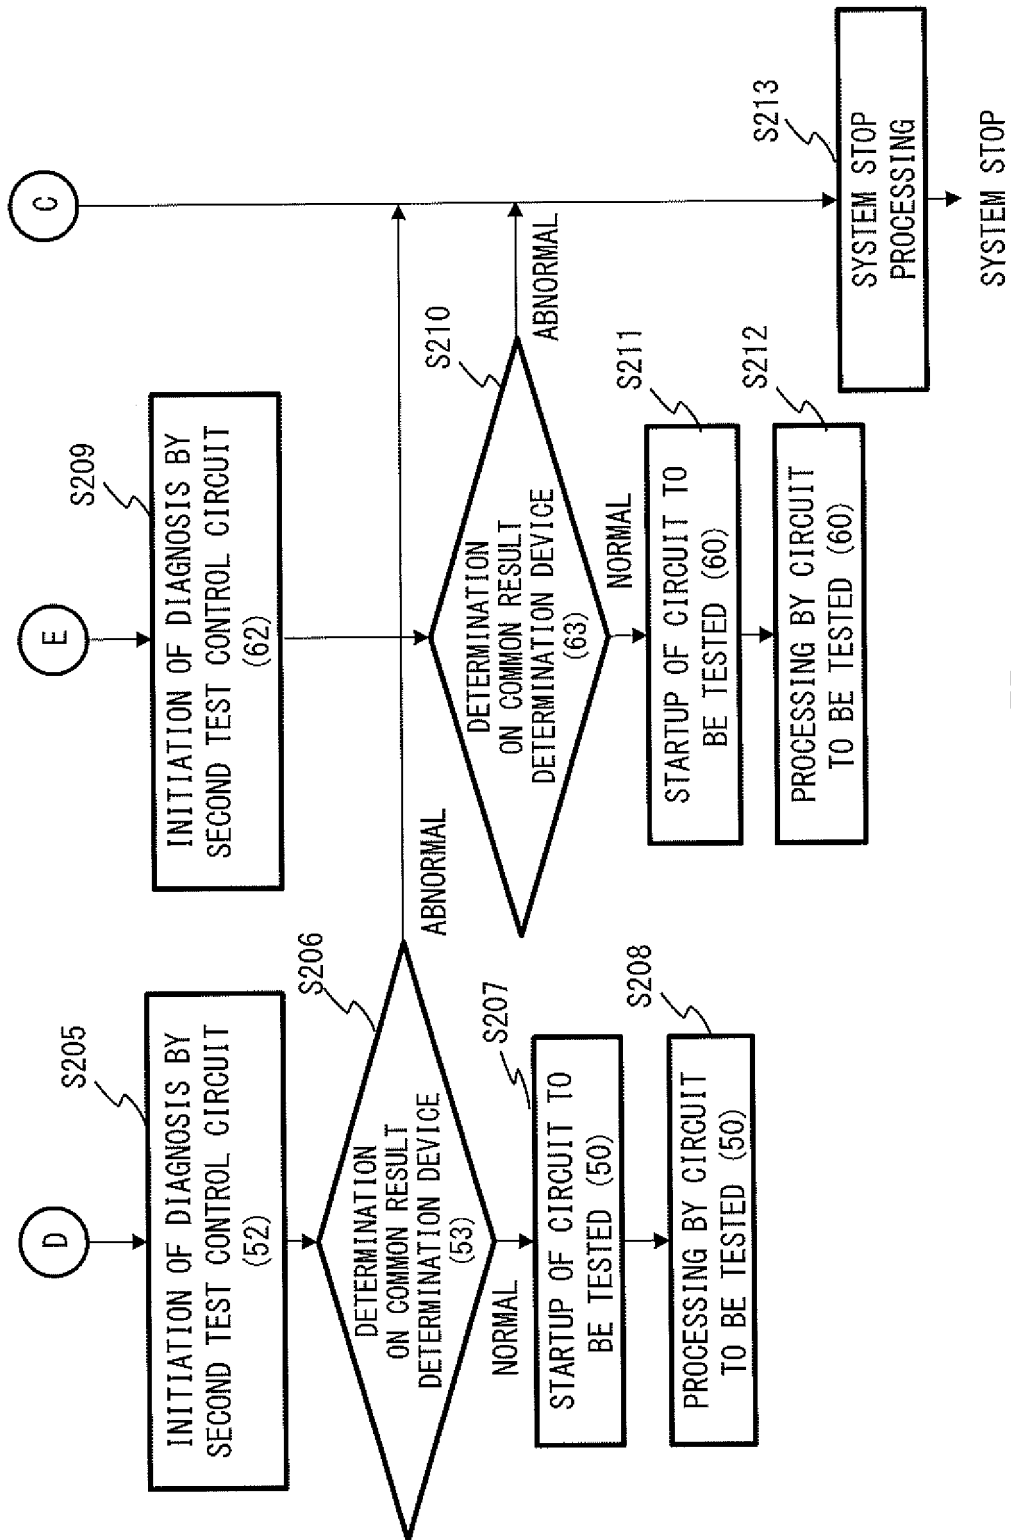 D
S205
INITIATION OF DIAGNOSIS BY
SECOND TEST CONTROL CIRCUIT
(52)
S206
DETERMINATION
ON COMMON RESULT
DETERMINATION DEVICE
(53)
ABNORMAL
NORMAL
S207
STARTUP OF CIRCUIT TO
BE TESTED (50)
S208
PROCESSING BY CIRCUIT
TO BE TESTED (50)
E
S209
INITIATION OF DIAGNOSIS BY
SECOND TEST CONTROL CIRCUIT
(62)
S210
DETERMINATION
ON COMMON RESULT
DETERMINATION DEVICE
(63)
ABNORMAL
NORMAL
S211
STARTUP OF CIRCUIT TO
BE TESTED (60)
S212
PROCESSING BY CIRCUIT
TO BE TESTED (60)
C
S213
SYSTEM STOP
PROCESSING
SYSTEM STOP